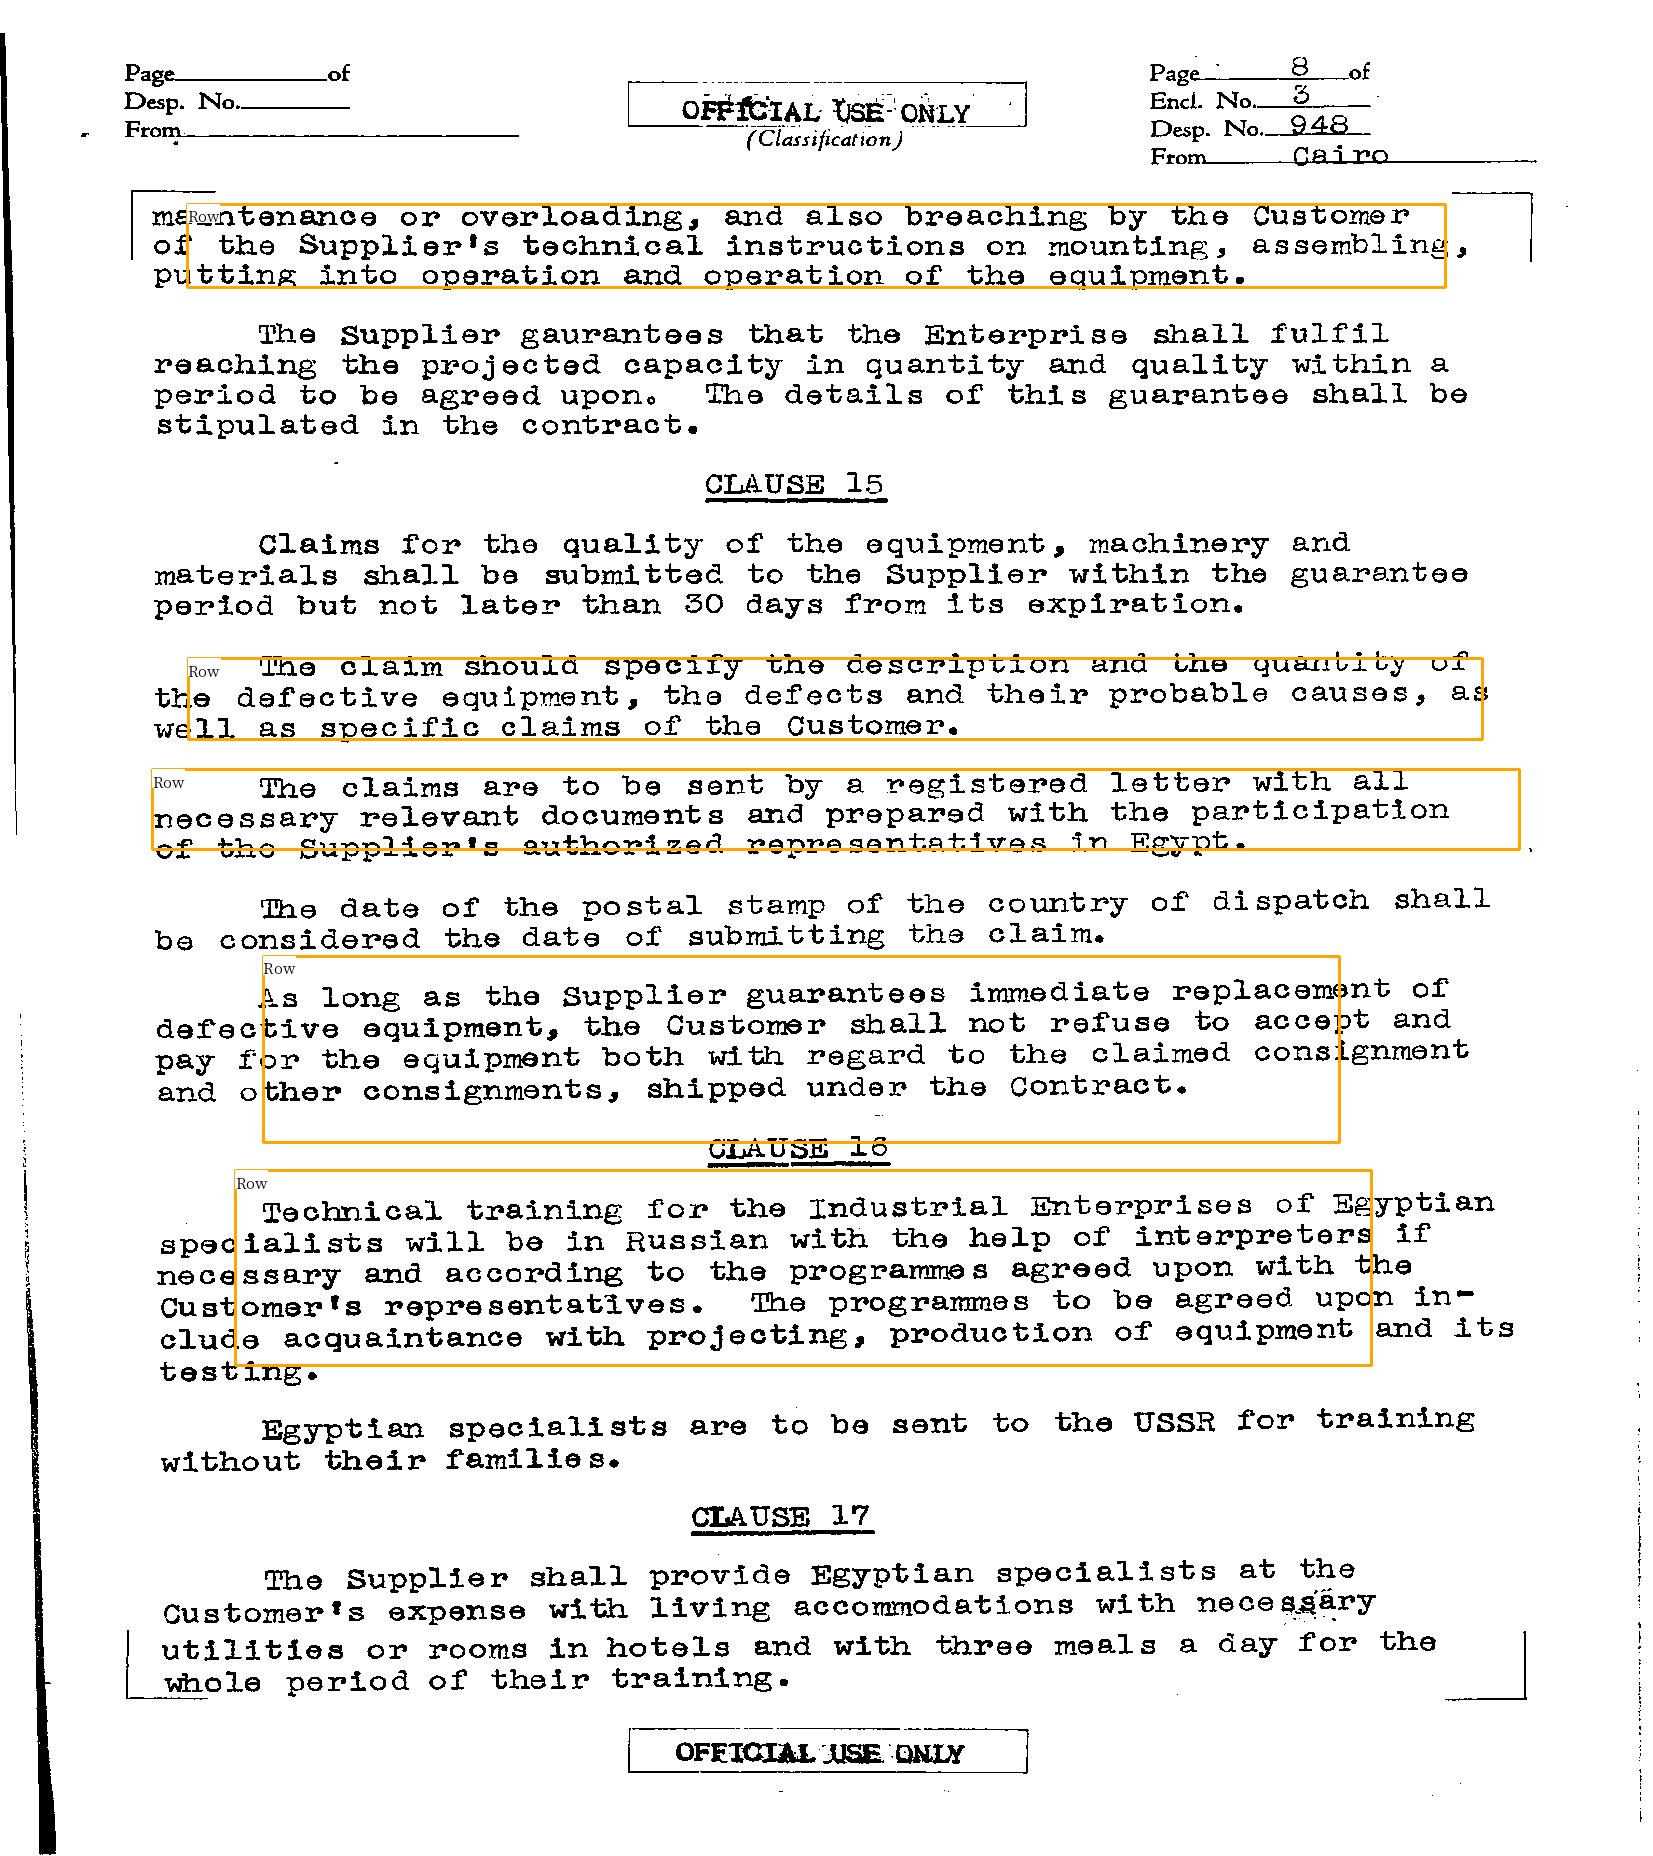 Page of
Desp. No.
From
OFFICIAL USE ONLY
(Classification)
Page 8 of
Encl. No. 3
Desp. No. 948
From Cairo
Row
of the Supplier's technical instructions on mounting, assembling,
putting into operation and operation of the equipment.
or overloading, and also breaching by the Customer
The Supplier gaurantees that the Enterprise shall fulfil
reaching the projected capacity in quantity and quality within a
period to be agreed upon. The details of this guarantee shall be
stipulated in the contract.
CLAUSE 15
Claims for the quality of the equipment, machinery and
materials shall be submitted to the Supplier within the guarantee
period but not later than 30 days from its expiration.
Row
The claim should specify the description and the quantity of
the defective equipment, the defects and their probable causes, as
well as specific claims of the Customer.
Row
The claims are to be sent by a registered letter with all
necessary relevant documents and prepared with the participation
of the Supplier's authorized representatives in Egypt.
The date of the postal stamp of the country of dispatch shall
be considered the date of submitting the claim.
Row
As long as the Supplier guarantees immediate replacement of
defective equipment, the Customer shall not refuse to accept and
pay for the equipment both with regard to the claimed consignment
and other consignments, shipped under the Contract.
CLAUSE 16
Row
Technical training for the Industrial Enterprises of Egyptian
specialists will be in Russian with the help of interpreters if
necessary and according to the programmes agreed upon with the
Customer's representatives. The programmes to be agreed upon in-
clude acquaintance with projecting, production of equipment and its
testing.
Egyptian specialists are to be sent to the USSR for training
without their families.
CLAUSE 17
The Supplier shall provide Egyptian specialists at the
Customer's expense with living accommodations with necessary
utilities or rooms in hotels and with three meals a day for the
whole period of their training.
OFFICIAL USE ONLY